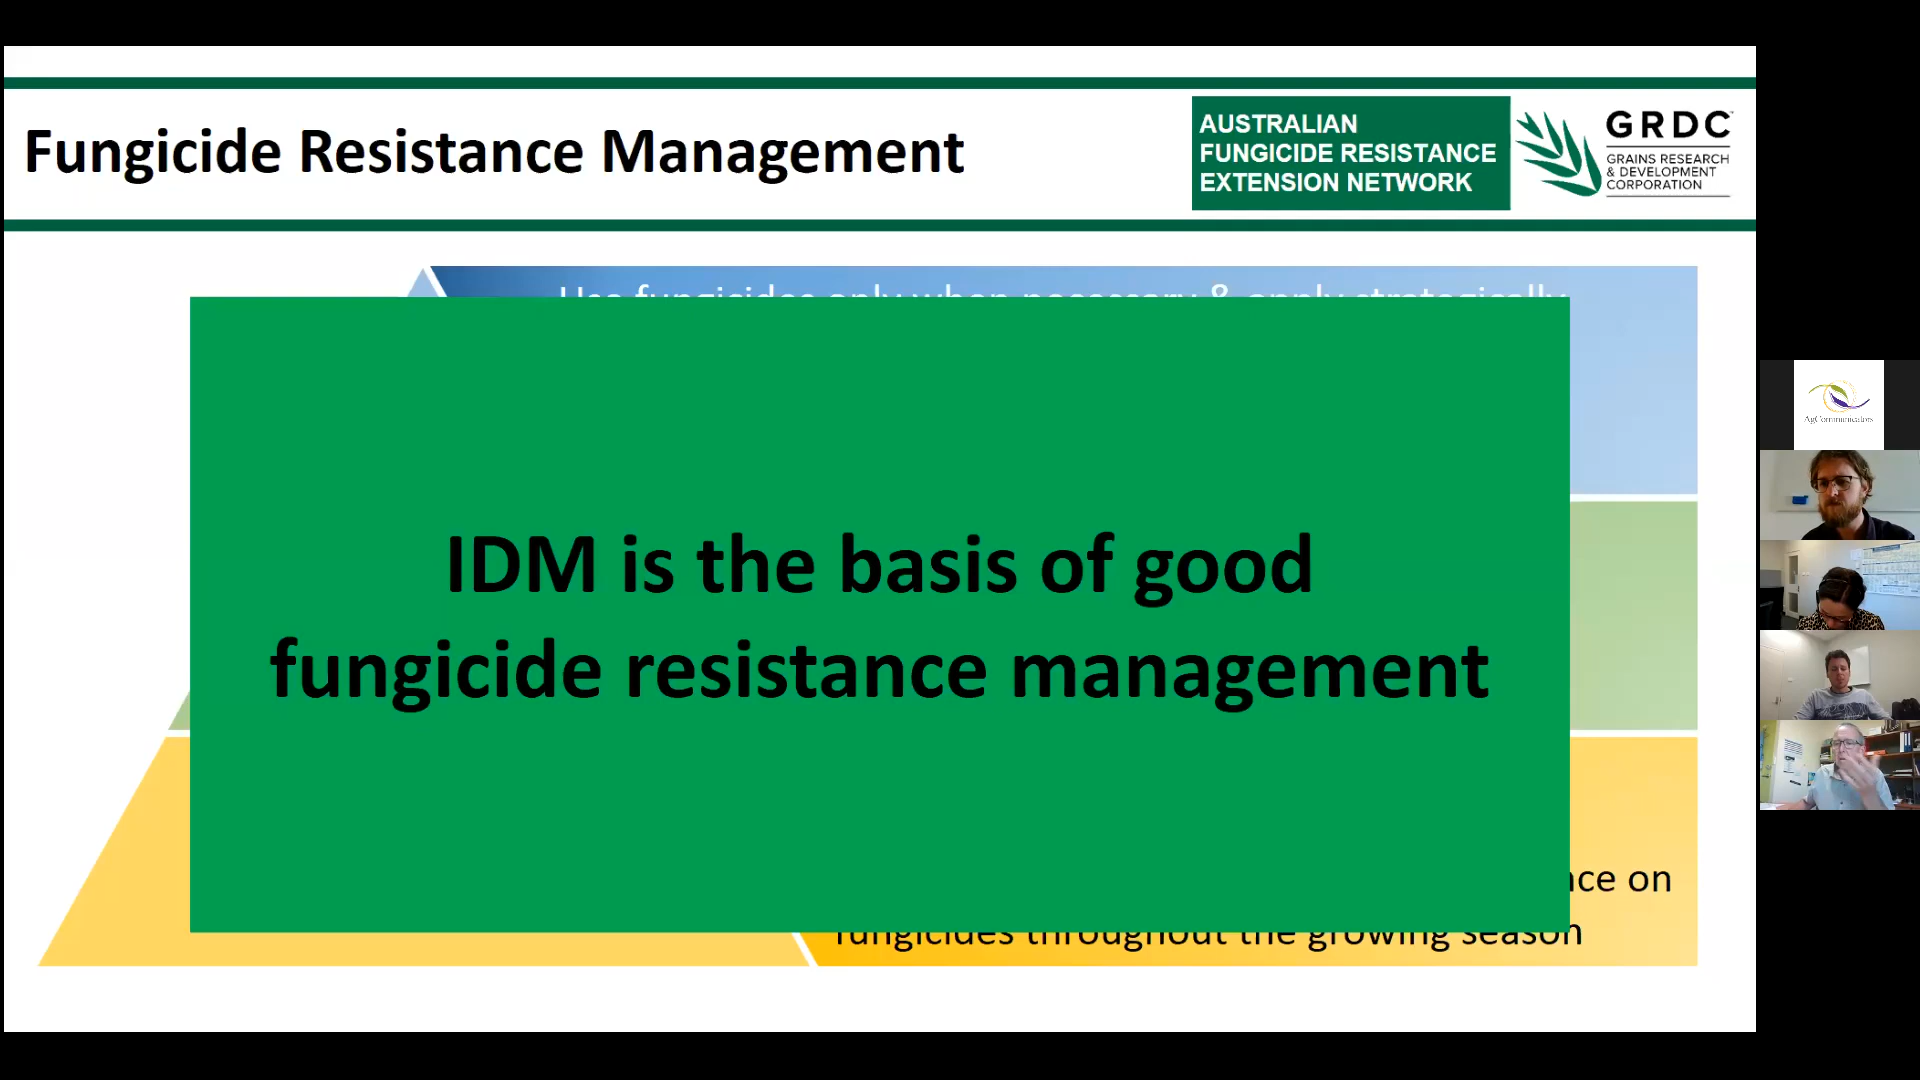 Fungicide Resistance Management
AUSTRALIAN
FUNGICIDE RESISTANCE
EXTENSION NETWORK
GRDC
GRAINS RESEARCH
& DEVELOPMENT
CORPORATION
Use fungicides only when necessary & apply strategically
IDM is the basis of good
fungicide resistance management
on
fungicides throughout the growing season
AgCommunicators